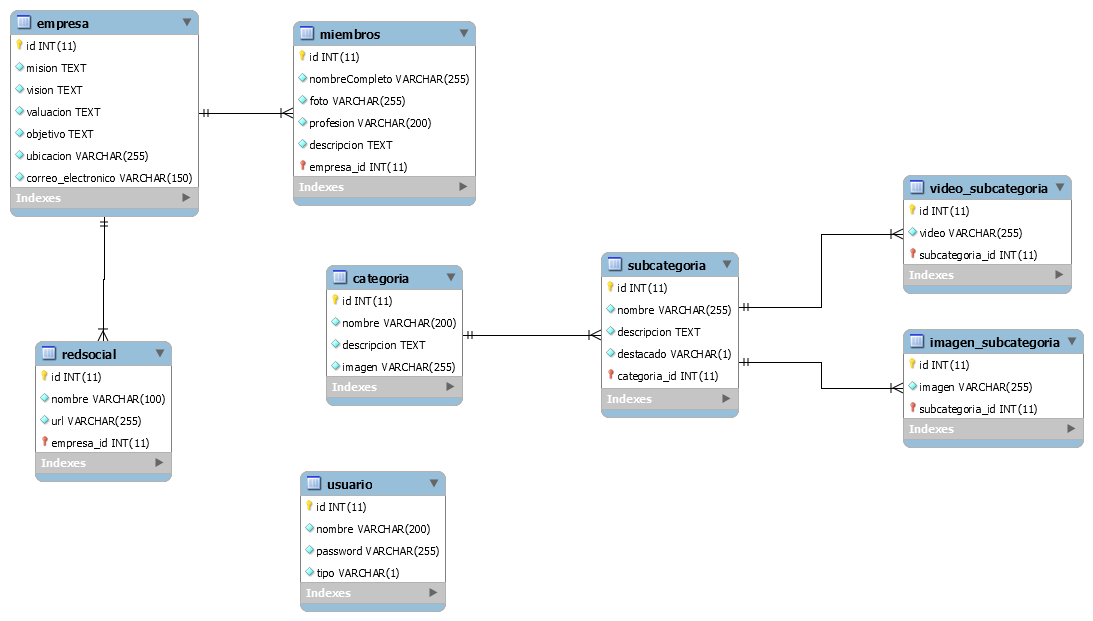 empresa
id INT(11)
mision TEXT
vision TEXT
valuacion TEXT
objetivo TEXT
ubicacion VARCHAR(255)
correo_electronico VARCHAR(150)
Indexes
miembros
id INT(11)
nombreCompleto VARCHAR(255)
foto VARCHAR(255)
profesion VARCHAR(200)
descripcion TEXT
empresa_id INT(11)
Indexes
redsocial
id INT(11)
nombre VARCHAR(100)
url VARCHAR(255)
empresa_id INT(11)
Indexes
categoria
id INT(11)
nombre VARCHAR(200)
descripcion TEXT
imagen VARCHAR(255)
Indexes
subcategoria
id INT(11)
nombre VARCHAR(255)
descripcion TEXT
destacado VARCHAR(1)
categoria_id INT(11)
Indexes
video_subcategoria
id INT(11)
video VARCHAR(255)
subcategoria_id INT(11)
Indexes
imagen_subcategoria
id INT(11)
imagen VARCHAR(255)
subcategoria_id INT(11)
Indexes
usuario
id INT(11)
nombre VARCHAR(200)
password VARCHAR(255)
tipo VARCHAR(1)
Indexes